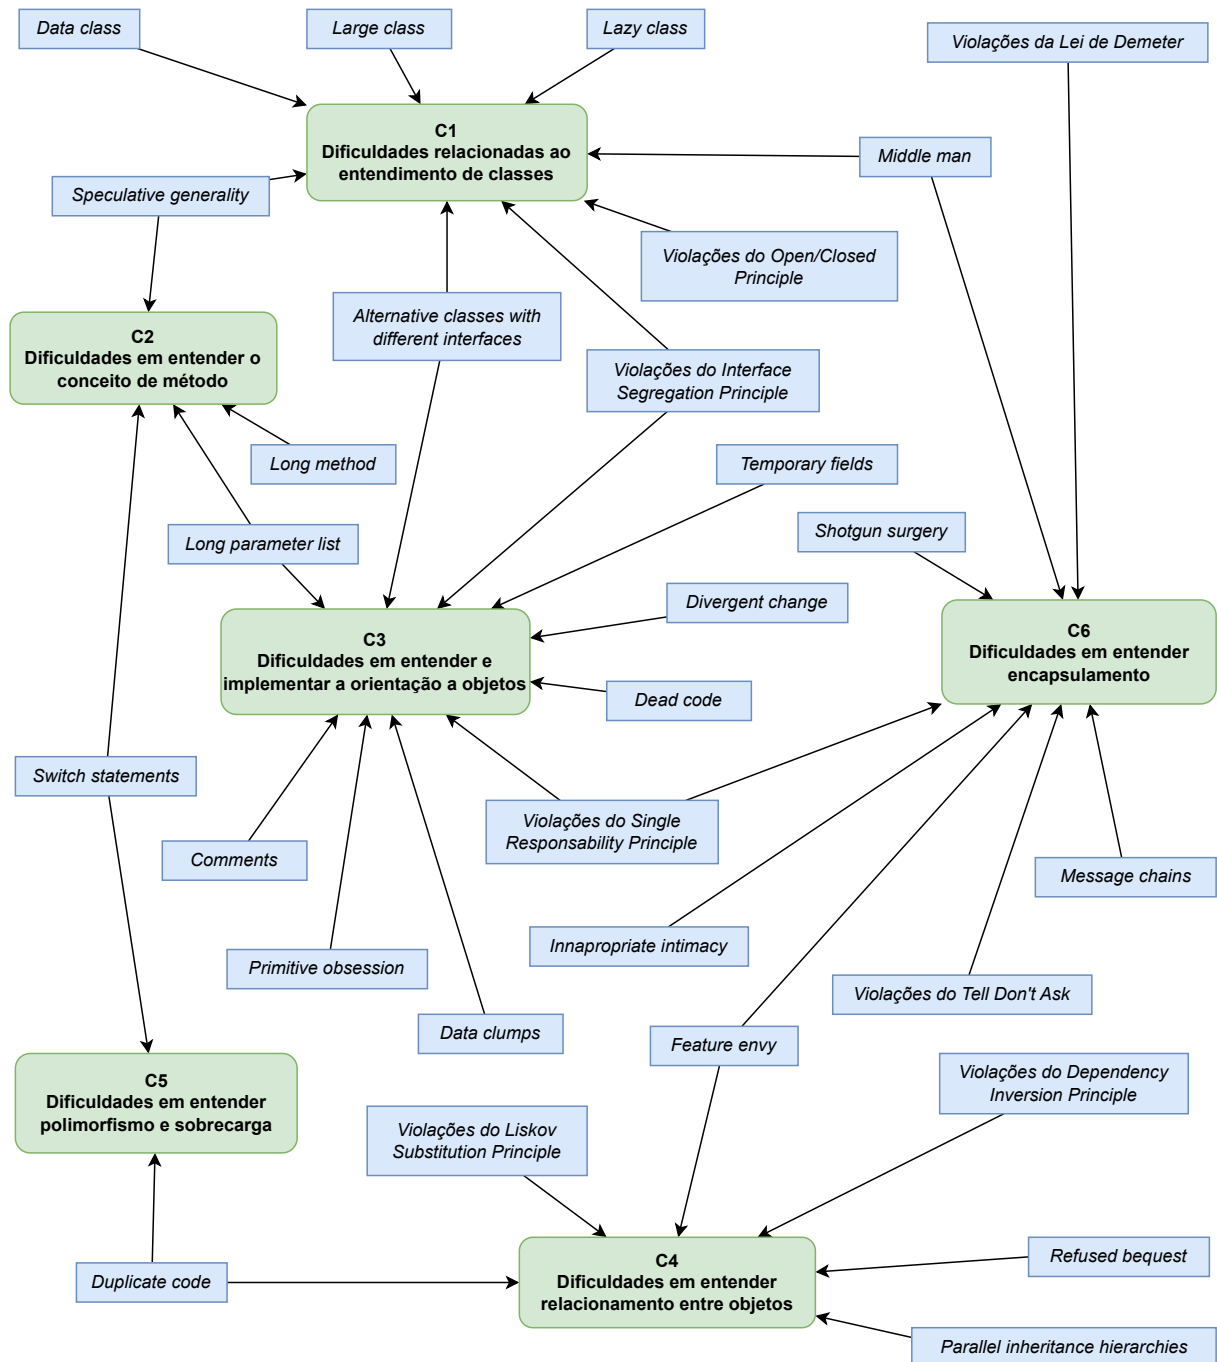 Data class
Large class
Lazy class
Violações da Lei de Demeter
C1
Dificuldades relacionadas ao
entendimento de classes
Middle man
Speculative generality
Violações do Open/Closed
Principle
Alternative classes with
different interfaces
C2
Dificuldades em entender o
conceito de método
Violações do Interface
Segregation Principle
Long method
Temporary fields
Long parameter list
Shotgun surgery
Divergent change
C3
Dificuldades em entender e
implementar a orientação a objetos
C6
Dificuldades em entender
encapsulamento
Dead code
Switch statements
Comments
Violações do Single
Responsability Principle
Message chains
Innapropriate intimacy
Primitive obsession
Violações do Tell Don't Ask
Data clumps
Feature envy
C5
Dificuldades em entender
polimorfismo e sobrecarga
Violações do Dependency
Inversion Principle
Violações do Liskov
Substitution Principle
C4
Dificuldades em entender
relacionamento entre objetos
Refused bequest
Duplicate code
Parallel inheritance hierarchies